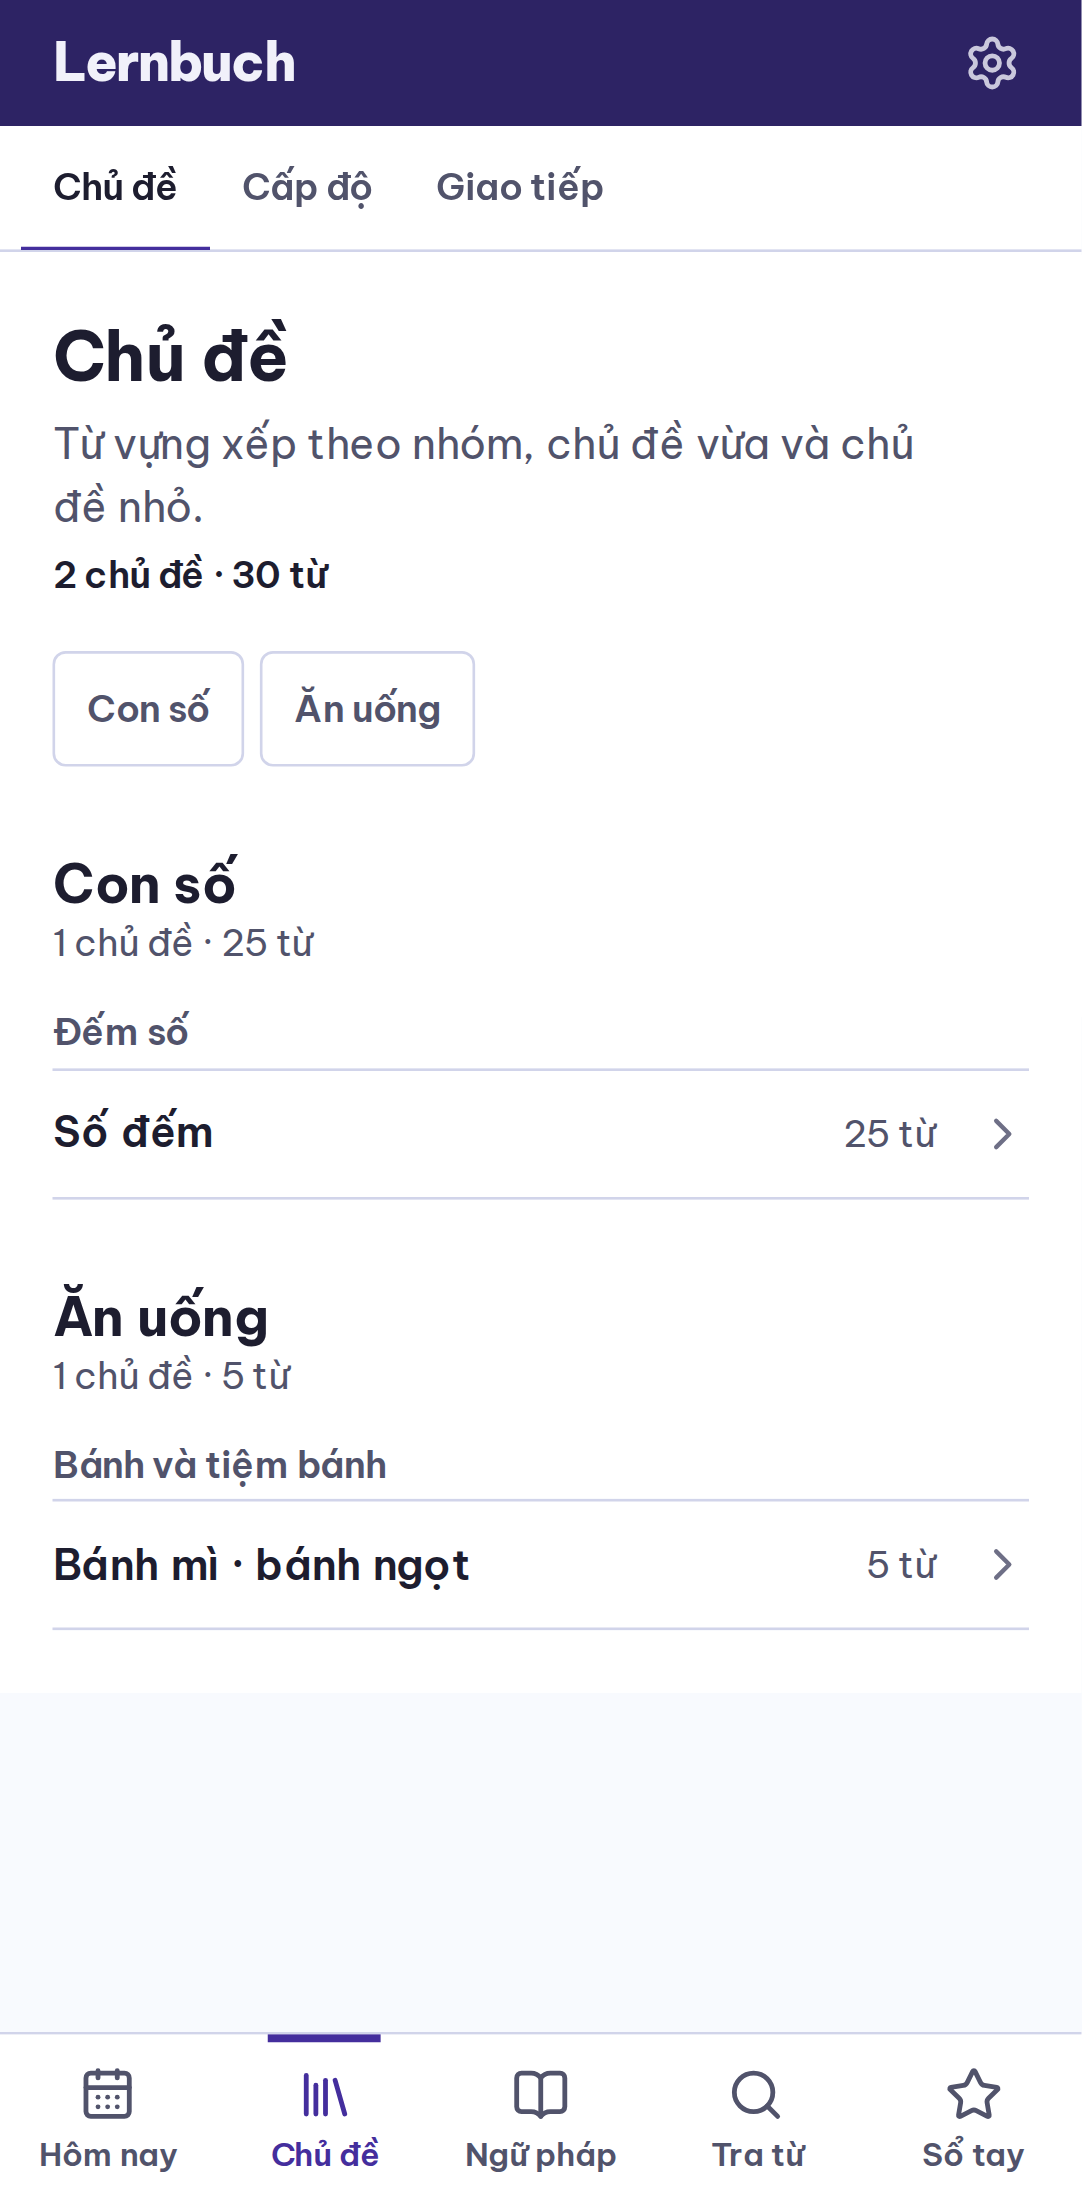 Lernbuch
Chủ đề
Cấp độ
Giao tiếp
Chủ đề
Từ vựng xếp theo nhóm, chủ đề vừa và chủ
đề nhỏ.
2 chủ đề · 30 từ
Con số
Ăn uống
Con số
1 chủ đề · 25 từ
Đếm số
Số đếm
25 từ
Ăn uống
1 chủ đề · 5 từ
Bánh và tiệm bánh
Bánh mì · bánh ngọt
5 từ
Hôm nay
Chủ đề
Ngữ pháp
Tra từ
Sổ tay